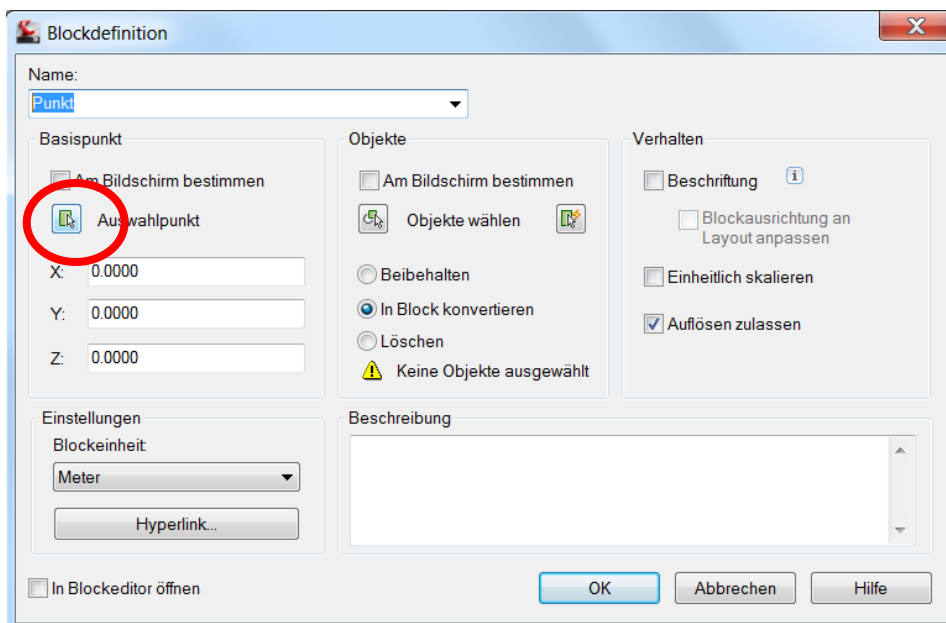 Blockdefinition
Name:
Punkt
Basispunkt
Am Bildschirm bestimmen
Auswahlpunkt
X: 0.0000
Y: 0.0000
Z: 0.0000
Objekte
Am Bildschirm bestimmen
Objekte wählen
Beibehalten
In Block konvertieren
Löschen
Keine Objekte ausgewählt
Verhalten
Beschriftung
Blockausrichtung an
Layout anpassen
Einheitlich skalieren
Auflösen zulassen
Einstellungen
Blockeinheit:
Meter
Hyperlink...
Beschreibung
In Blockeditor öffnen
OK
Abbrechen
Hilfe